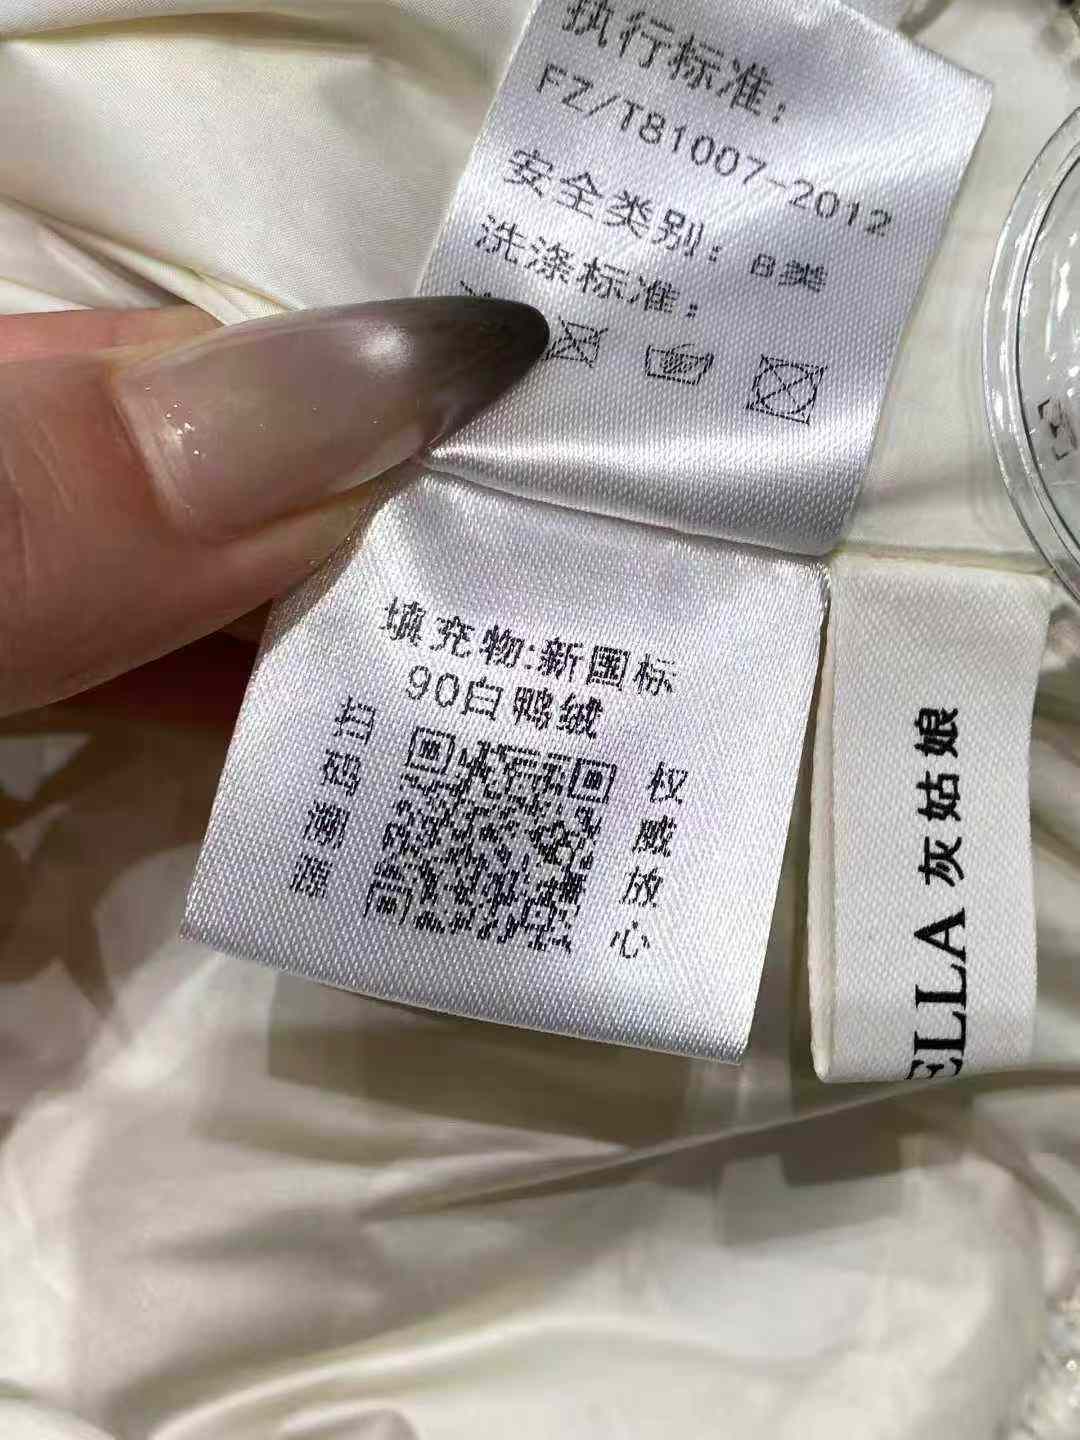 执行标准：
FZ/T81007-2012
安全类别：B类
洗涤标准：
填充物:新国标
90白鸭绒
扫码溯源
权威放心
ELLA 灰姑娘